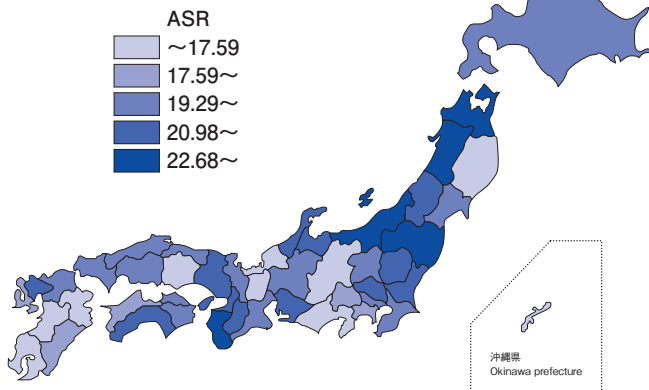 ASR
～17.59
17.59～
19.29～
20.98～
22.68～
沖縄県
Okinawa prefecture